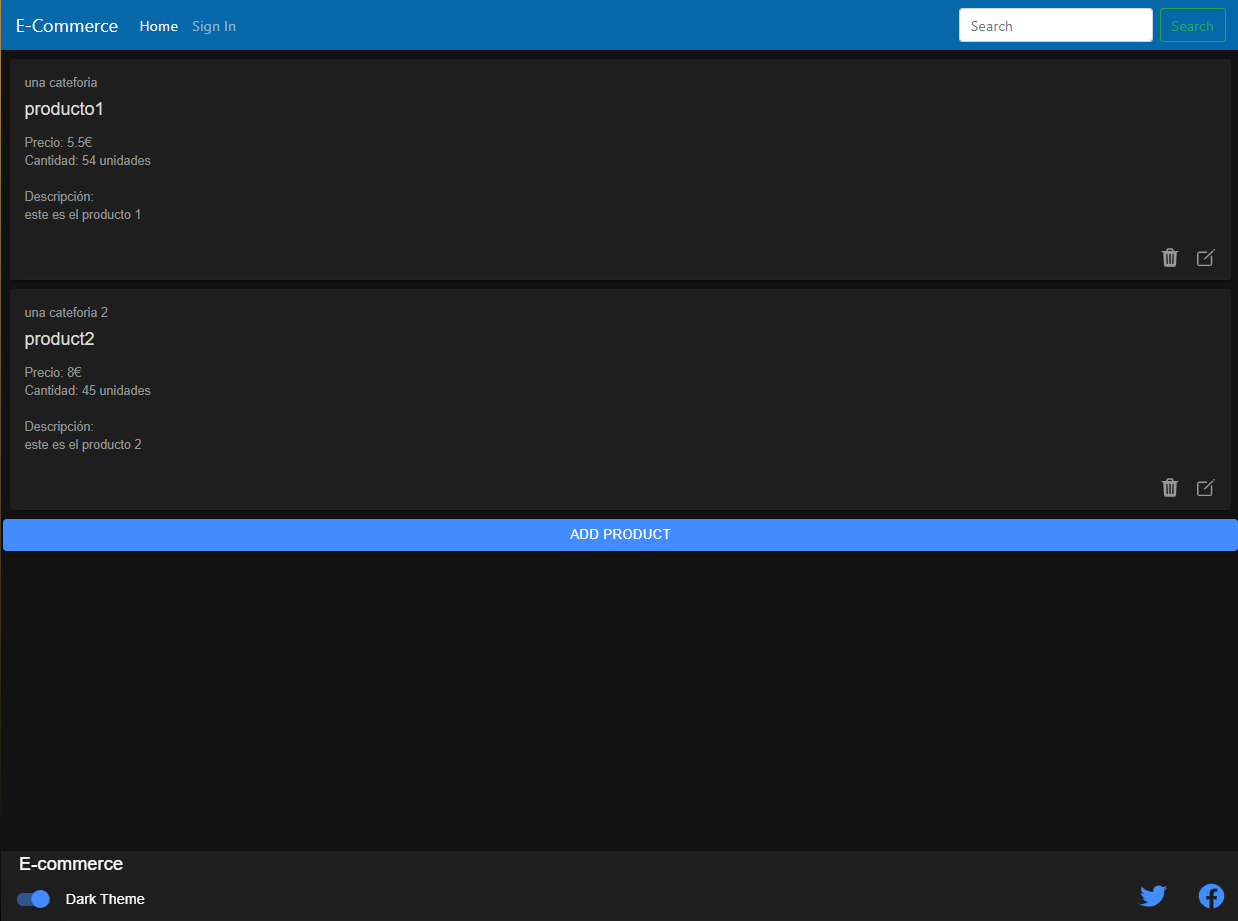 E-Commerce Home Sign In Search Search
una cateforia
producto1
Precio: 5.5€
Cantidad: 54 unidades
Descripción:
este es el producto 1
una cateforia 2
product2
Precio: 8€
Cantidad: 45 unidades
Descripción:
este es el producto 2
ADD PRODUCT
E-commerce
Dark Theme